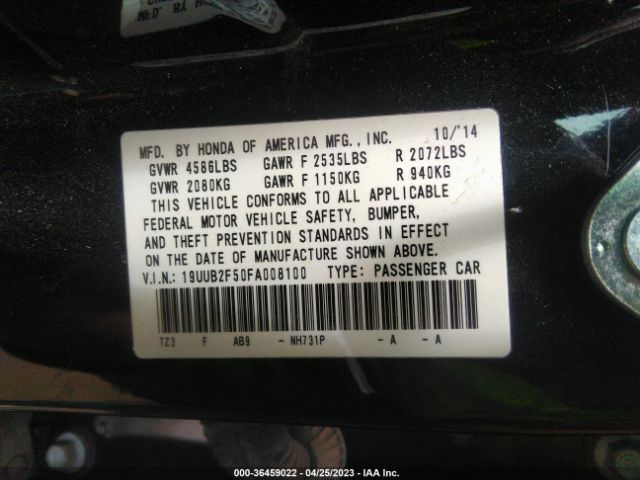 MFD. BY HONDA OF AMERICA MFG., INC. 10/'14
GVWR 4586LBS GAWR F 2535LBS R 2072LBS
GVWR 2080KG GAWR F 1150KG R 940KG
THIS VEHICLE CONFORMS TO ALL APPLICABLE
FEDERAL MOTOR VEHICLE SAFETY, BUMPER,
AND THEFT PREVENTION STANDARDS IN EFFECT
ON THE DATE OF MANUFACTURE SHOWN ABOVE.
V.I.N.: 19UUB2F50FA008100 TYPE: PASSENGER CAR
TZ3 F AB9 - NH731P - A - A
000-36459022 - 04/25/2023 - IAA Inc.